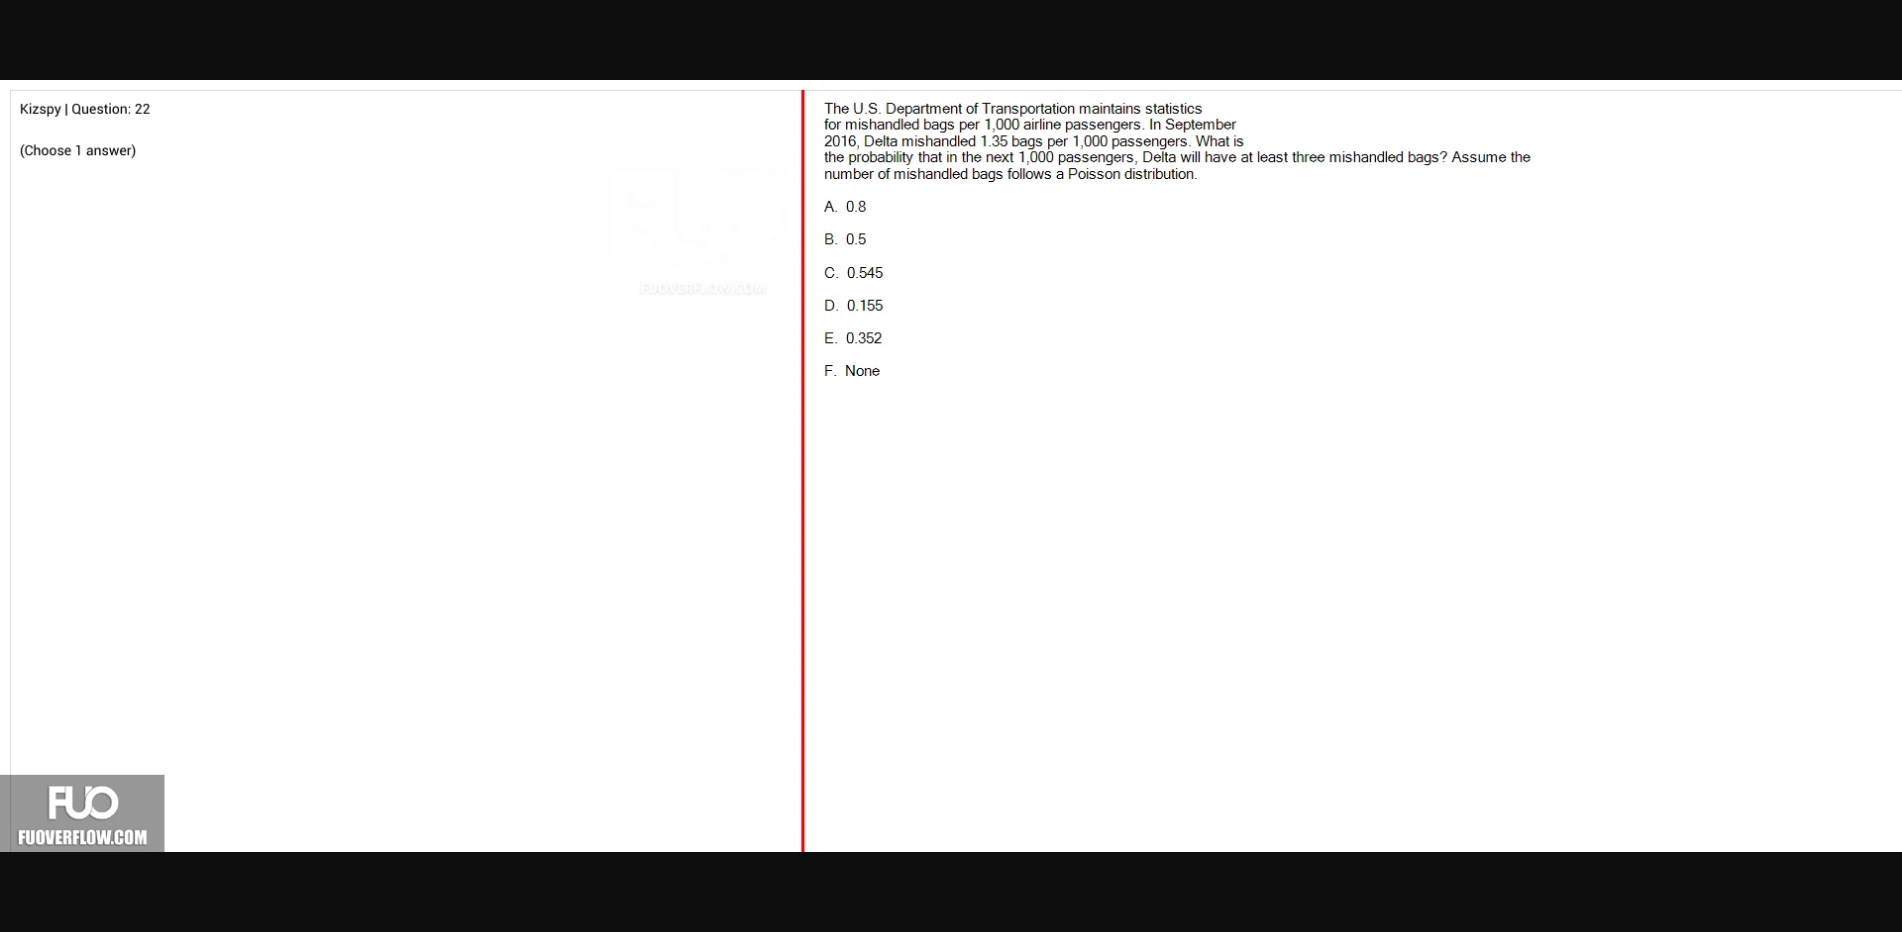 Kizspy | Question: 22
(Choose 1 answer)
The U.S. Department of Transportation maintains statistics
for mishandled bags per 1,000 airline passengers. In September
2016, Delta mishandled 1.35 bags per 1,000 passengers. What is
the probability that in the next 1,000 passengers, Delta will have at least three mishandled bags? Assume the
number of mishandled bags follows a Poisson distribution.
A. 0.8
B. 0.5
C. 0.545
D. 0.155
E. 0.352
F. None
FUO
FUOVERFLOW.COM
FUO
FUOVERFLOW.COM